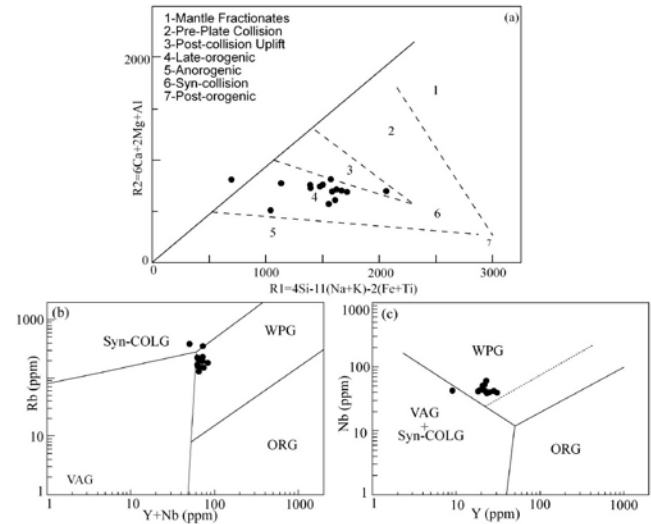 (a)
1-Mantle Fractionates
2-Pre-Plate Collision
3-Post-collision Uplift
4-Late-orogenic
5-Anorogenic
6-Syn-collision
7-Post-orogenic
2000
R2=6Ca+2Mg+Al
0
1
2
3
4
5
6
7
0
1000
2000
3000
R1=4Si-11(Na+K)-2(Fe+Ti)
(b)
1000
100
10
1
Rb (ppm)
Syn-COLG
WPG
VAG
ORG
1
10
100
1000
Y+Nb (ppm)
(c)
1000
100
10
1
Nb (ppm)
WPG
VAG
+
Syn-COLG
ORG
1
10
100
1000
Y (ppm)